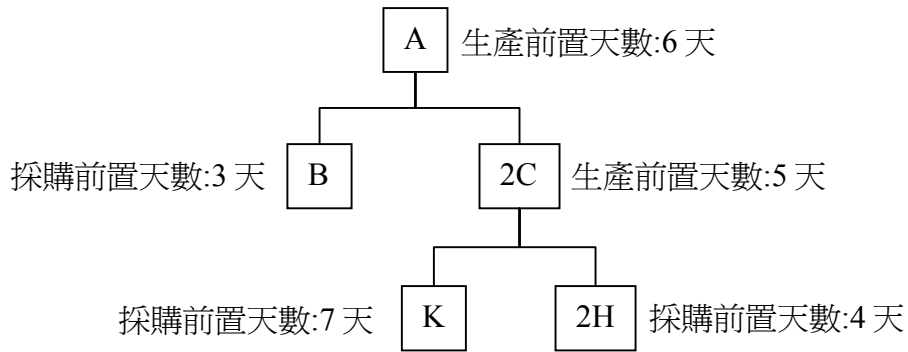 A 生產前置天數:6 天
採購前置天數:3 天 B 2C 生產前置天數:5 天
採購前置天數:7 天 K 2H 採購前置天數:4 天